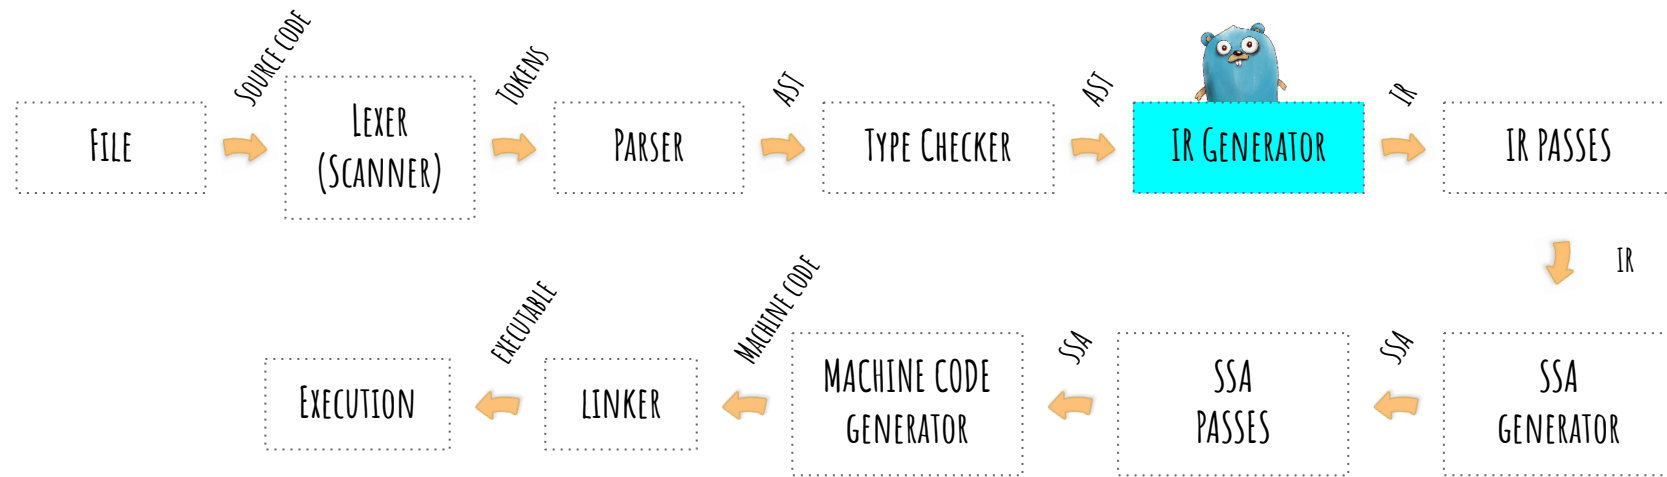 Source code
Tokens
AST
AST
IR
File
Lexer
(Scanner)
Parser
Type Checker
IR Generator
IR PASSES
IR
executable
Machine code
SSA
SSA
Execution
LINKER
MACHINE CODE
GENERATOR
SSA
PASSES
SSA
GENERATOR